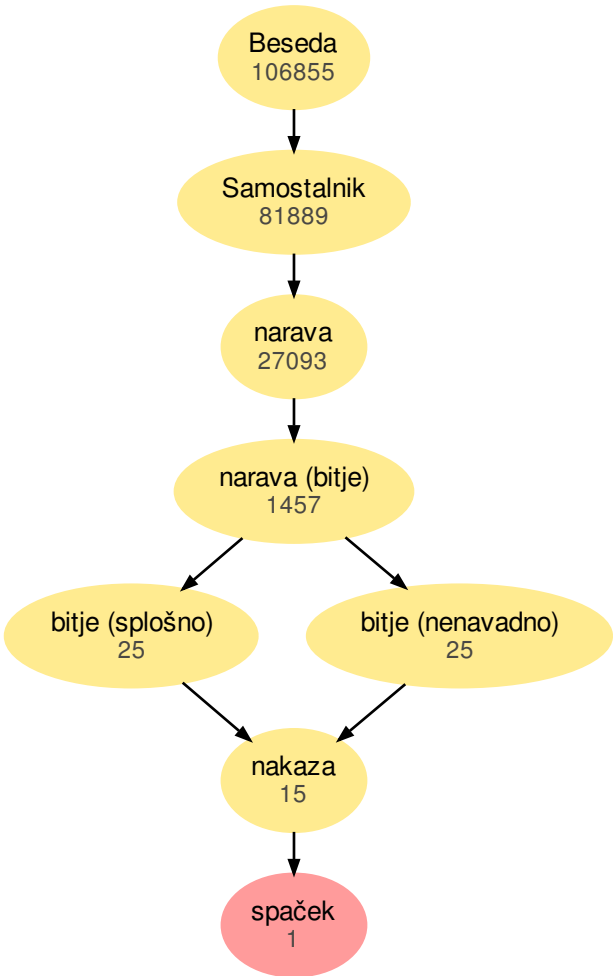 Beseda
106855
Samostalnik
81889
narava
27093
narava (bitje)
1457
bitje (splošno)
25
bitje (nenavadno)
25
nakaza
15
spaček
1